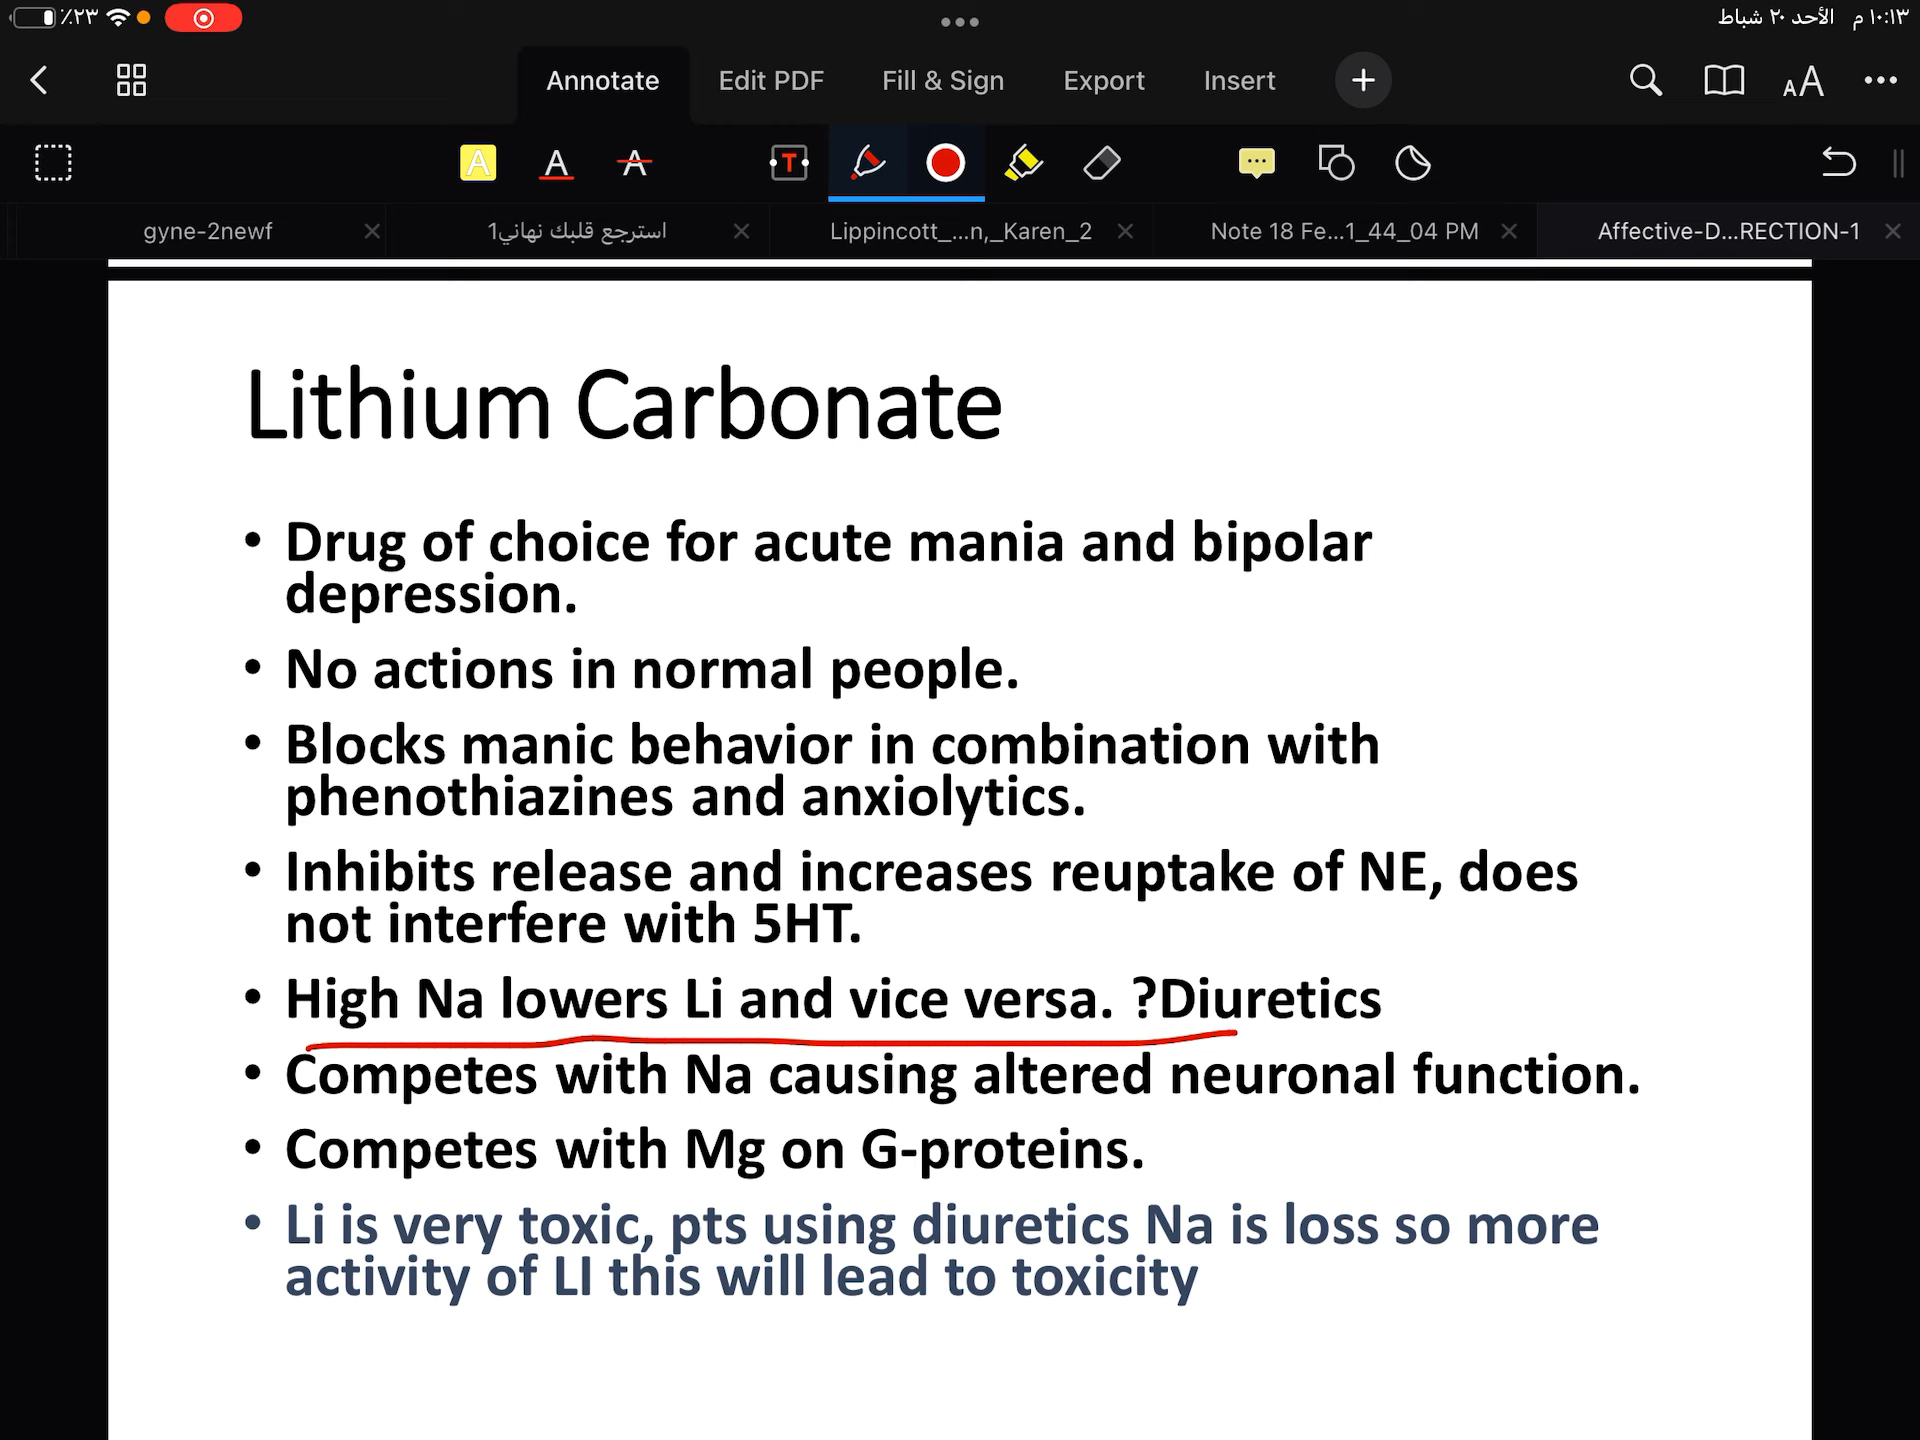 ٪٢٣
١٠:١٣ م الأحد ٢٠ شباط
Annotate Edit PDF Fill & Sign Export Insert
AA
A A A T
gyne-2newf
استرجع قلبك نهاني1
Lippincott_...n,_Karen_2
Note 18 Fe...1_44_04 PM
Affective-D...RECTION-1
Lithium Carbonate
• Drug of choice for acute mania and bipolar
depression.
• No actions in normal people.
• Blocks manic behavior in combination with
phenothiazines and anxiolytics.
• Inhibits release and increases reuptake of NE, does
not interfere with 5HT.
• High Na lowers Li and vice versa. ?Diuretics
• Competes with Na causing altered neuronal function.
• Competes with Mg on G-proteins.
• Li is very toxic, pts using diuretics Na is loss so more
activity of LI this will lead to toxicity